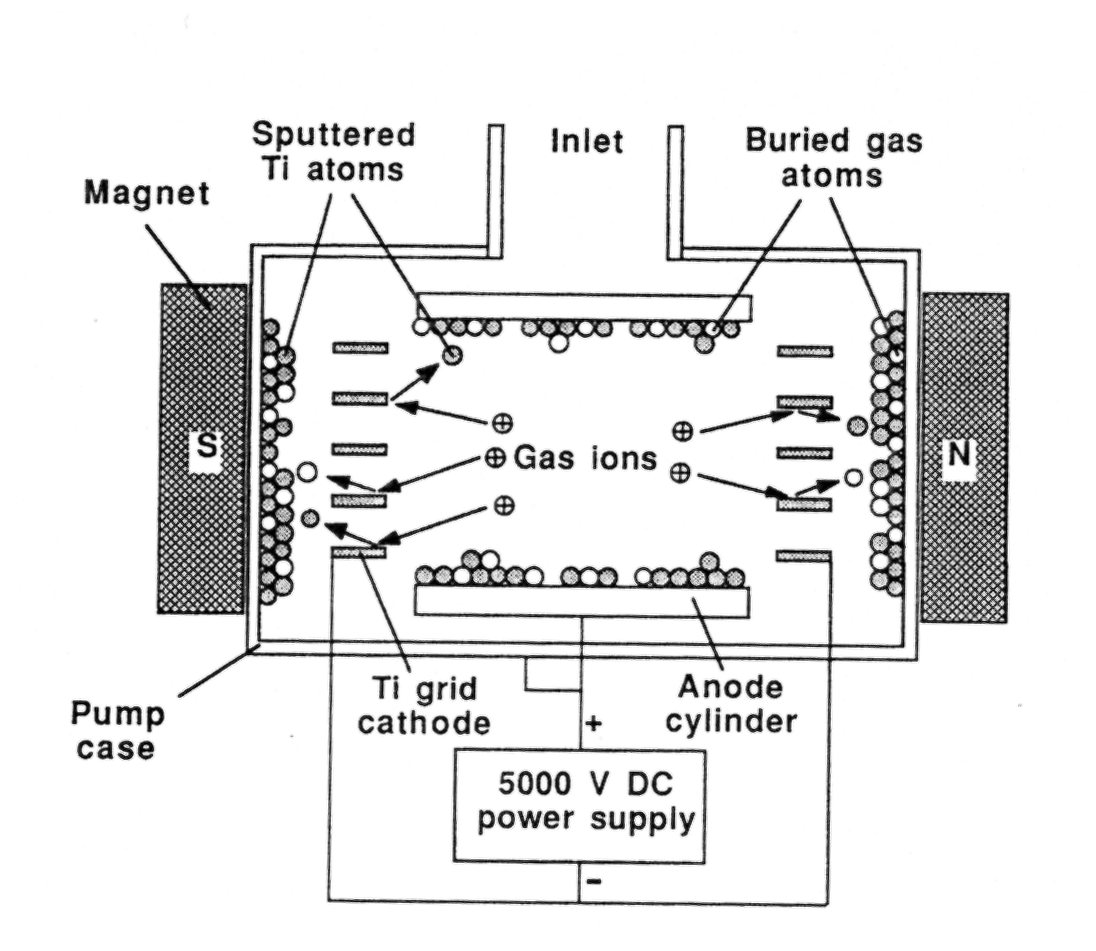 Sputtered
Ti atoms
Inlet
Buried gas
atoms
Magnet
S
Gas ions
N
Ti grid
cathode
Anode
cylinder
Pump
case
+
5000 V DC
power supply
-